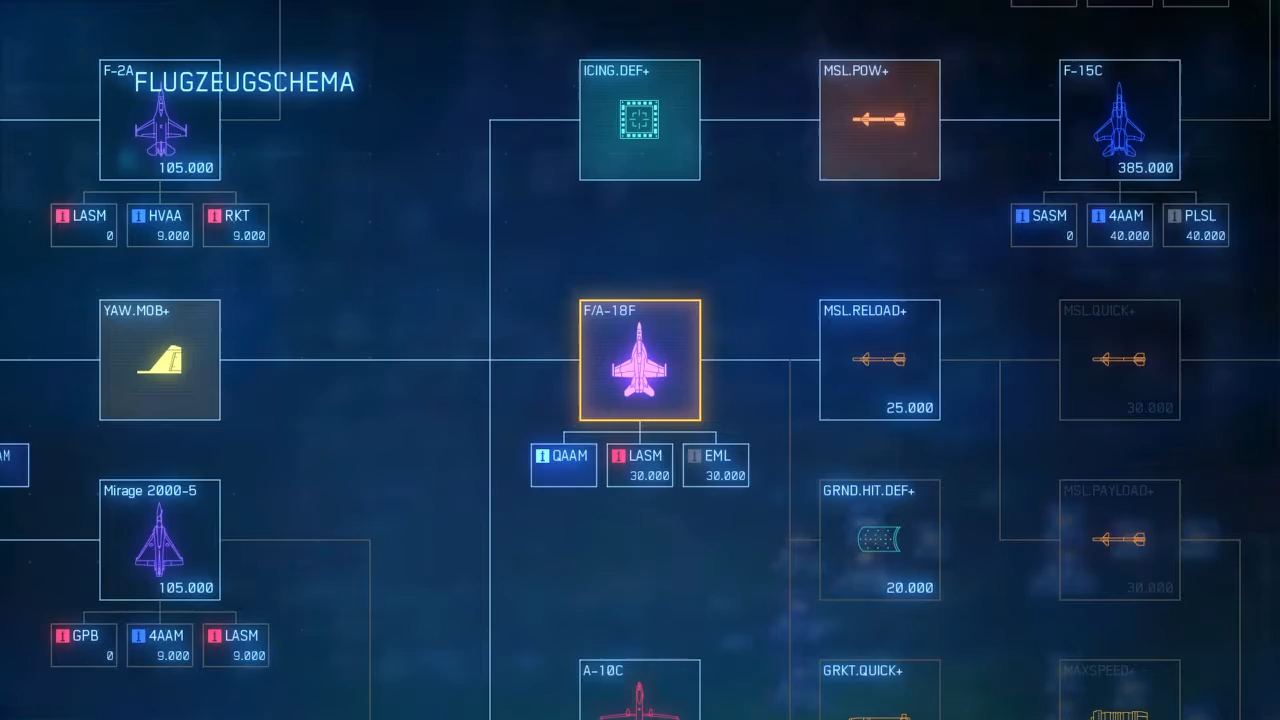 F-2A
FLUGZEUGSCHEMA
105.000
LASM
0
HVAA
9.000
RKT
9.000
ICING.DEF+
MSL.POW+
F-15C
385.000
SASM
0
4AAM
40.000
PLSL
40.000
YAW.MOB+
F/A-18F
QAAM
LASM
30.000
EML
30.000
MSL.RELOAD+
25.000
MSL.QUICK+
30.000
Mirage 2000-5
105.000
GPB
0
4AAM
9.000
LASM
9.000
GRND.HIT.DEF+
20.000
MSL.PAYLOAD+
30.000
A-10C
GRKT.QUICK+
MAXSPEED+